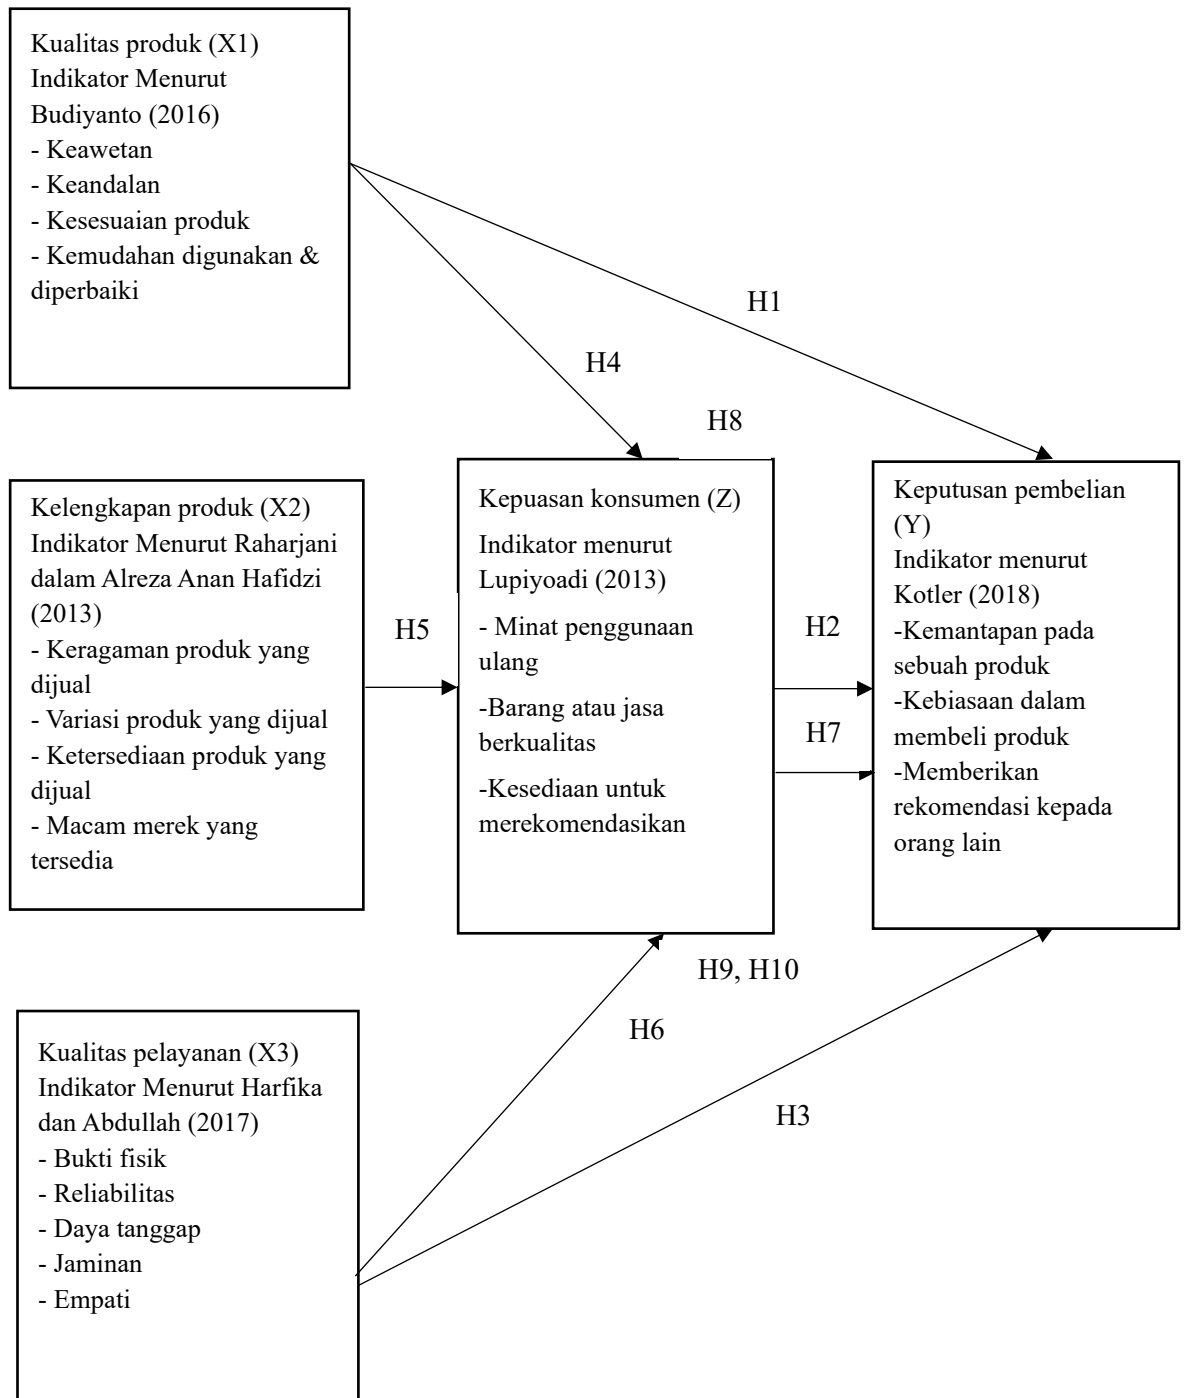 Kualitas produk (X1)
Indikator Menurut
Budiyanto (2016)
- Keawetan
- Keandalan
- Kesesuaian produk
- Kemudahan digunakan &
diperbaiki
H1
H4
H8
Kelengkapan produk (X2)
Indikator Menurut Raharjani
dalam Alreza Anan Hafidzi
(2013)
- Keragaman produk yang
dijual
- Variasi produk yang dijual
- Ketersediaan produk yang
dijual
- Macam merek yang
tersedia
H5
Kepuasan konsumen (Z)
Indikator menurut
Lupiyoadi (2013)
- Minat penggunaan
ulang
-Barang atau jasa
berkualitas
-Kesediaan untuk
merekomendasikan
H2
H7
Keputusan pembelian
(Y)
Indikator menurut
Kotler (2018)
-Kemantapan pada
sebuah produk
-Kebiasaan dalam
membeli produk
-Memberikan
rekomendasi kepada
orang lain
H9, H10
H6
H3
Kualitas pelayanan (X3)
Indikator Menurut Harfika
dan Abdullah (2017)
- Bukti fisik
- Reliabilitas
- Daya tanggap
- Jaminan
- Empati